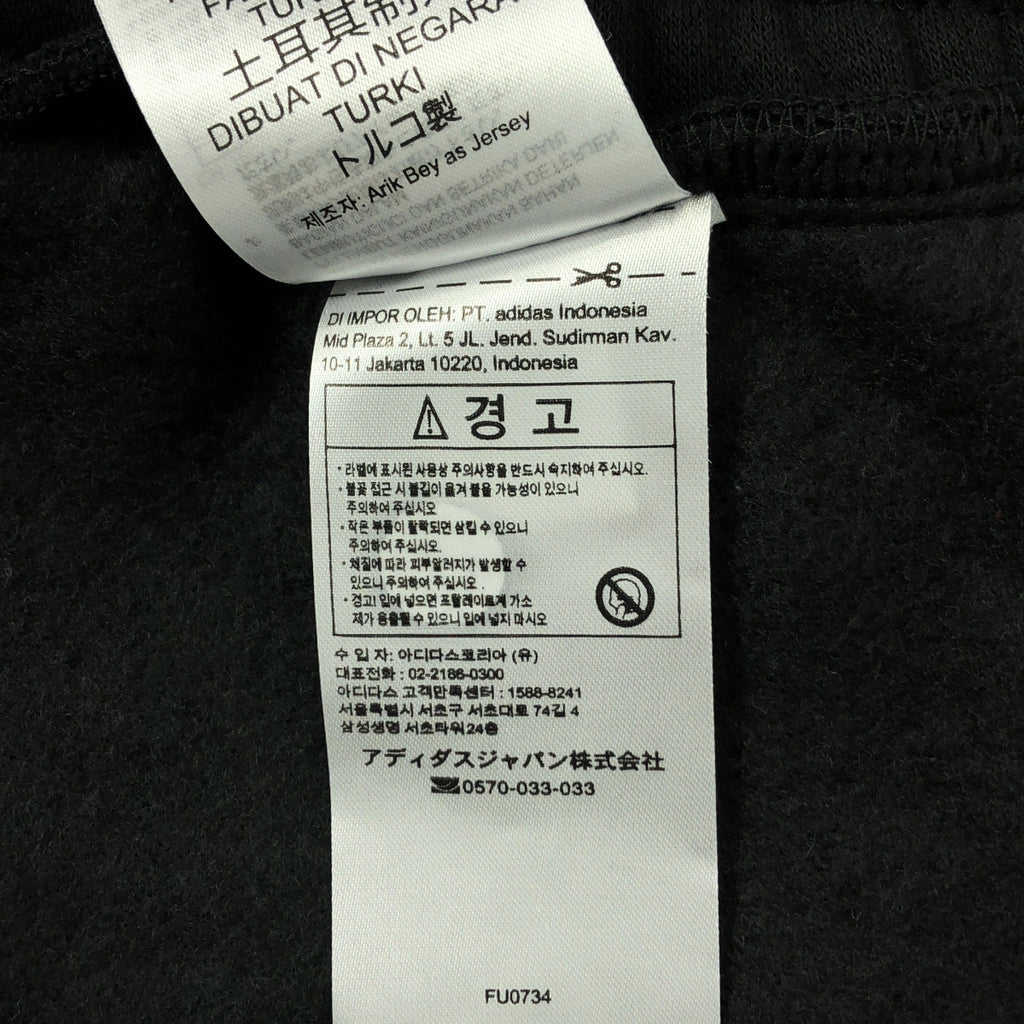 TURK
土耳其制
DIBUAT DI NEGARA
TURKI
トルコ製
제조자: Arik Bey as Jersey
DI IMPOR OLEH: PT. adidas Indonesia
Mid Plaza 2, Lt. 5 JL. Jend. Sudirman Kav.
10-11 Jakarta 10220, Indonesia
경고
• 라벨에 표시된 사용상 주의사항을 반드시 숙지하여 주십시오.
• 불꽃 접근 시 불길이 옮겨 붙을 가능성이 있으니
주의하여 주십시오
• 작은 부품이 탈락되면 삼킬 수 있으니
주의하여 주십시오.
• 체질에 따라 피부알러지가 발생할 수
있으니 주의하여 주십시오.
• 경고! 입에 넣으면 프탈레이트계 가소
제가 용출될 수 있으니 입에 넣지 마시오
수 입 자: 아디다스코리아 (유)
대표전화 : 02-2186-0300
아디다스 고객만족센터 : 1588-8241
서울특별시 서초구 서초대로 74길 4
삼성생명 서초타워 24층
アディダスジャパン株式会社
0570-033-033
FU0734